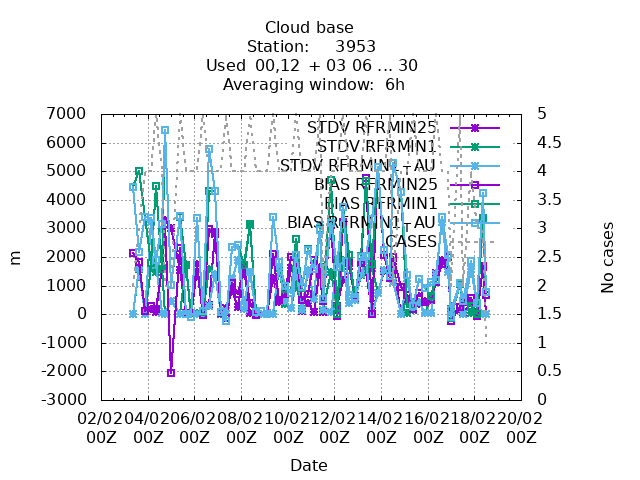 Cloud base
Station: 3953
Used 00,12 + 03 06 ... 30
Averaging window: 6h
7000
6000
5000
4000
3000
2000
1000
0
-1000
-2000
-3000
m
5
4.5
4
3.5
3
2.5
2
1.5
1
0.5
0
No cases
STDV RFRMIN25
STDV RFRMIN1
STDV RFRMIN1-AU
BIAS RFRMIN25
BIAS RFRMIN1
BIAS RFRMIN1-AU
CASES
02/02 04/02 06/02 08/02 10/02 12/02 14/02 16/02 18/02 20/02
00Z 00Z 00Z 00Z 00Z 00Z 00Z 00Z 00Z 00Z
Date